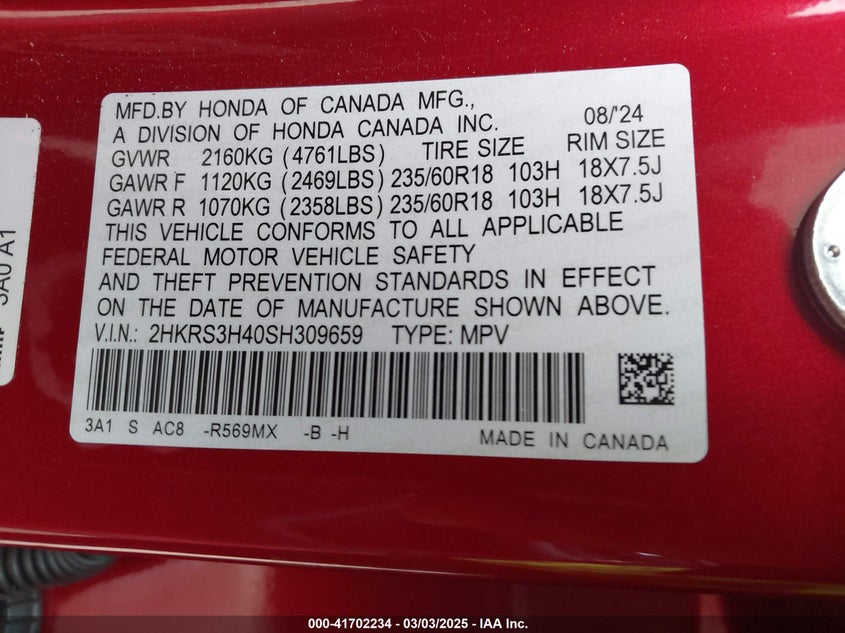 MFD.BY HONDA OF CANADA MFG.,
A DIVISION OF HONDA CANADA INC. 08/24
GVWR 2160KG (4761LBS) TIRE SIZE RIM SIZE
GAWR F 1120KG (2469LBS) 235/60R18 103H 18X7.5J
GAWR R 1070KG (2358LBS) 235/60R18 103H 18X7.5J
THIS VEHICLE CONFORMS TO ALL APPLICABLE
FEDERAL MOTOR VEHICLE SAFETY
AND THEFT PREVENTION STANDARDS IN EFFECT
ON THE DATE OF MANUFACTURE SHOWN ABOVE.
V.I.N.: 2HKRS3H40SH309659 TYPE: MPV
3A1 S AC8 -R569MX -B -H MADE IN CANADA
3A0 A1
000-41702234 - 03/03/2025 - IAA Inc.